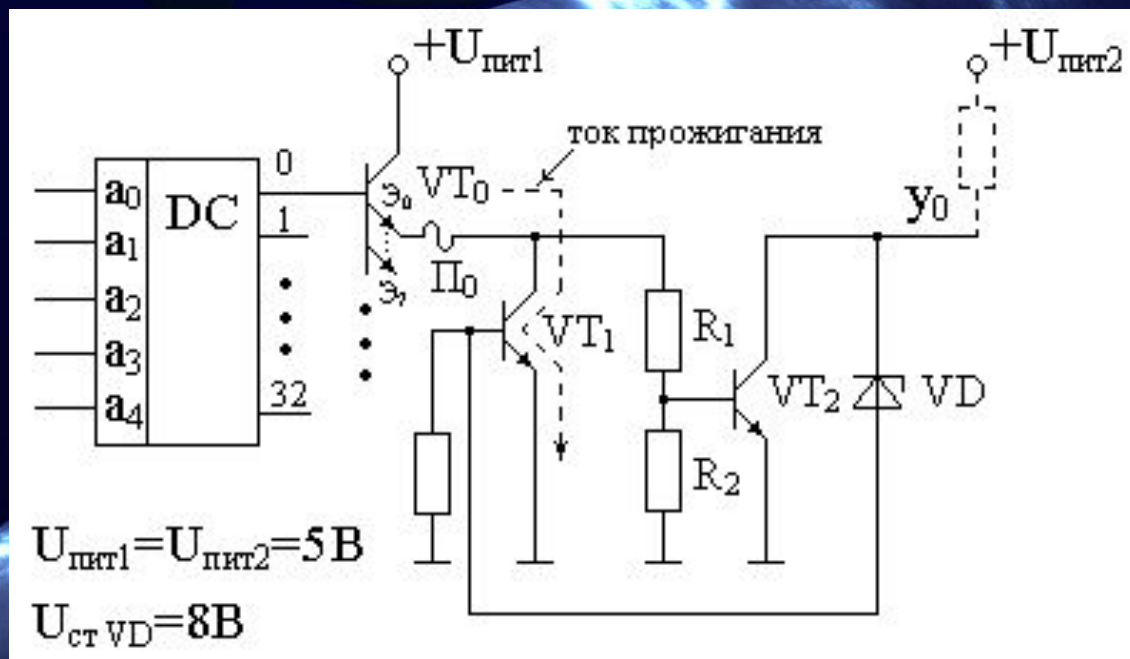 +Uпит1
+Uпит2
ток прожигания
0
a0
DC
VT0
Э0
y0
1
a1
П0
Э7
a2
VT1
R1
a3
32
VT2
VD
a4
R2
Uпит1=Uпит2=5В
Uст VD=8В